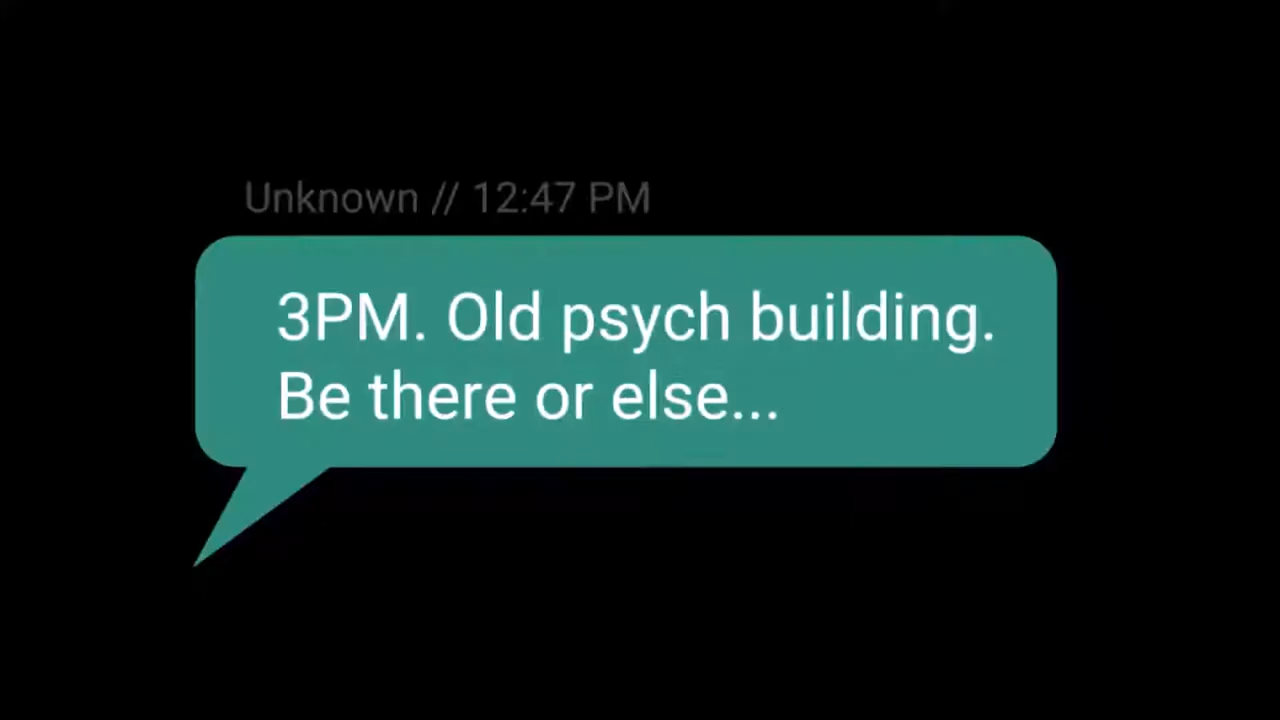 Unknown // 12:47 PM
3PM. Old psych building.
Be there or else...